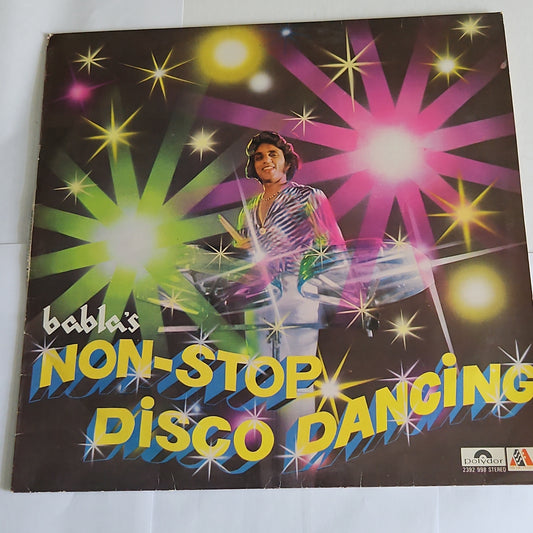 babla's
NON-STOP
DiSCO DANCiNG
polydor
2392 998 STEREO